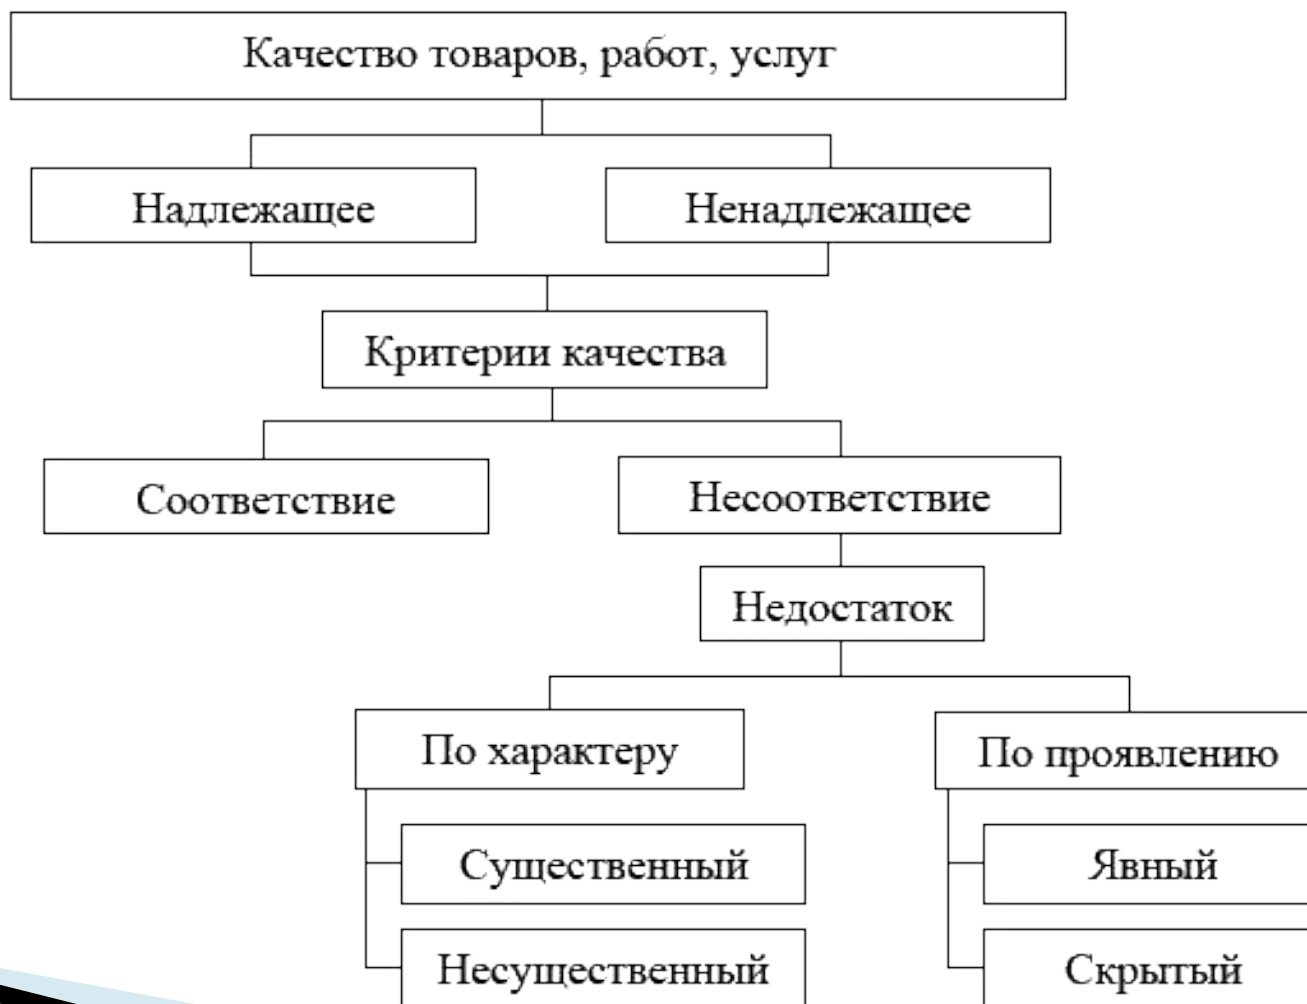 Качество товаров, работ, услуг
Надлежащее
Ненадлежащее
Критерии качества
Соответствие
Несоответствие
Недостаток
По характеру
По проявлению
Существенный
Явный
Несущественный
Скрытый